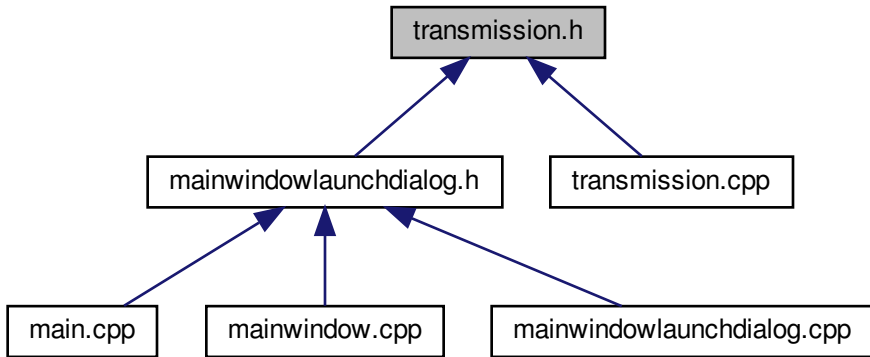 transmission.h
mainwindowlaunchdialog.h
transmission.cpp
main.cpp
mainwindow.cpp
mainwindowlaunchdialog.cpp